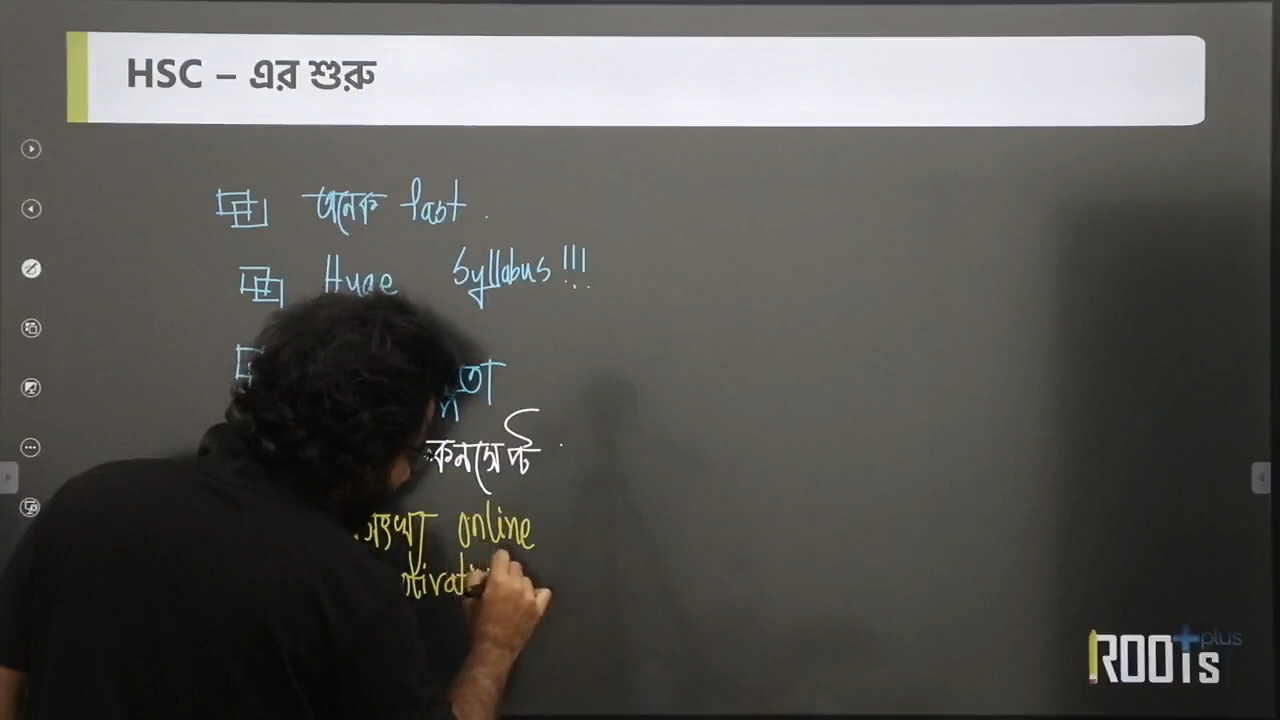 HSC – এর শুরু
অনেক fast.
Huge Syllabus!!!
কনসেপ্ট
online
ROOTs plus